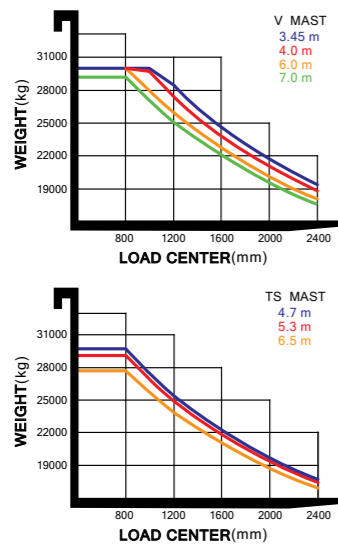 V MAST
3.45 m
4.0 m
6.0 m
7.0 m
WEIGHT(kg)
31000
28000
25000
22000
19000
800 1200 1600 2000 2400
LOAD CENTER(mm)
TS MAST
4.7 m
5.3 m
6.5 m
WEIGHT(kg)
31000
28000
25000
22000
19000
800 1200 1600 2000 2400
LOAD CENTER(mm)